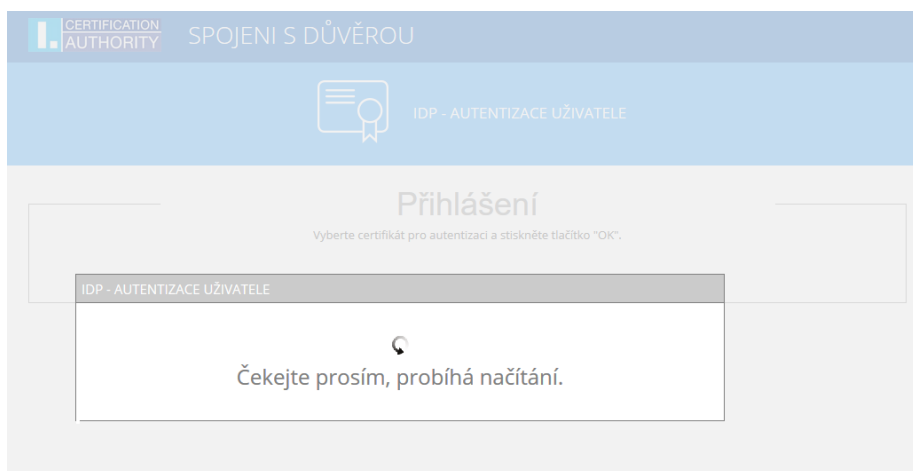 I. CERTIFICATION
AUTHORITY
SPOJENI S DŮVĚROU
IDP - AUTENTIZACE UŽIVATELE
Přihlášení
Vyberte certifikát pro autentizaci a stiskněte tlačítko "OK".
IDP - AUTENTIZACE UŽIVATELE
Čekejte prosím, probíhá načítání.